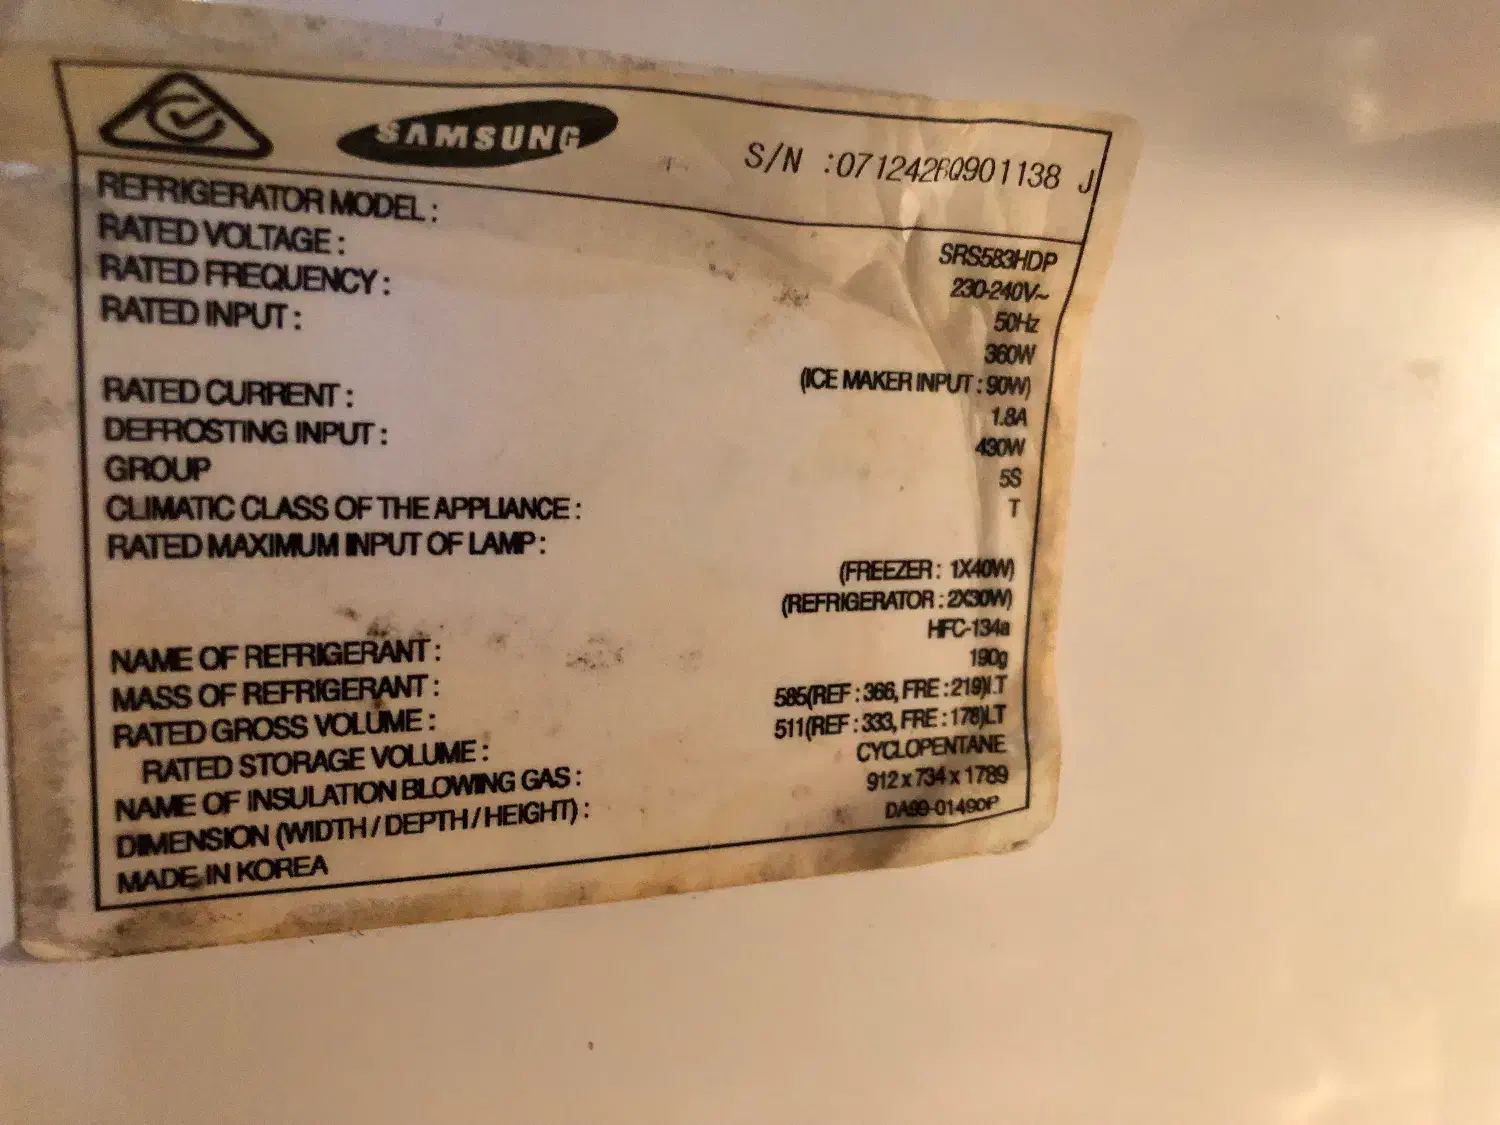 SAMSUNG
S/N :071242BQ901138 J
REFRIGERATOR MODEL : SRS583HDP
RATED VOLTAGE : 230-240V~
RATED FREQUENCY : 50Hz
RATED INPUT : 360W
(ICE MAKER INPUT : 90W)
RATED CURRENT : 1.8A
DEFROSTING INPUT : 430W
GROUP 5S
CLIMATIC CLASS OF THE APPLIANCE : T
RATED MAXIMUM INPUT OF LAMP :
(FREEZER : 1X40W)
(REFRIGERATOR : 2X30W)
NAME OF REFRIGERANT : HFC-134a
MASS OF REFRIGERANT : 190g
RATED GROSS VOLUME : 585(REF : 366, FRE : 219)LT
RATED STORAGE VOLUME : 511(REF : 333, FRE : 178)LT
NAME OF INSULATION BLOWING GAS : CYCLOPENTANE
DIMENSION (WIDTH / DEPTH / HEIGHT) : 912 x 734 x 1789
MADE IN KOREA DA99-01490P